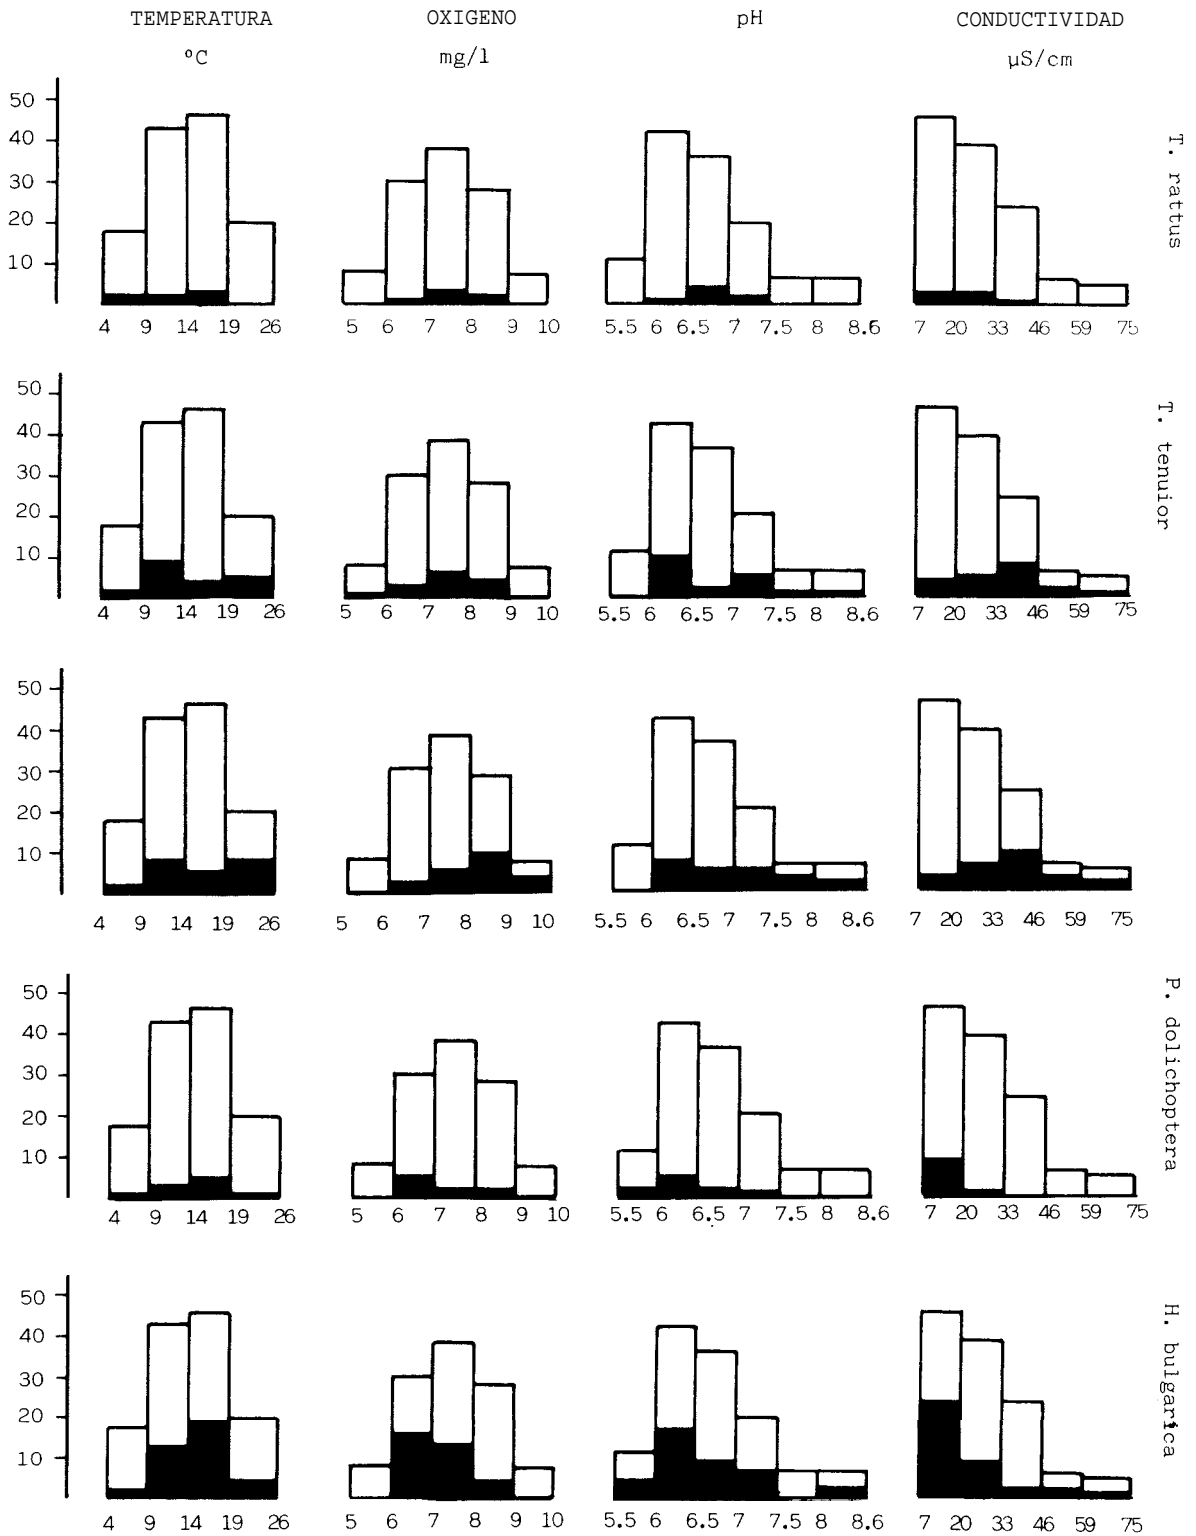 TEMPERATURA OXIGENO pH CONDUCTIVIDAD
ºC mg/l µS/cm
50
40
30
20
10
4 9 14 19 26 5 6 7 8 9 10 5.5 6 6.5 7 7.5 8 8.6 7 20 33 46 59 75
T. rattus
50
40
30
20
10
4 9 14 19 26 5 6 7 8 9 10 5.5 6 6.5 7 7.5 8 8.6 7 20 33 46 59 75
T. tenuior
50
40
30
20
10
4 9 14 19 26 5 6 7 8 9 10 5.5 6 6.5 7 7.5 8 8.6 7 20 33 46 59 75
50
40
30
20
10
4 9 14 19 26 5 6 7 8 9 10 5.5 6 6.5 7 7.5 8 8.6 7 20 33 46 59 75
P. dolichoptera
50
40
30
20
10
4 9 14 19 26 5 6 7 8 9 10 5.5 6 6.5 7 7.5 8 8.6 7 20 33 46 59 75
H. bulgarica